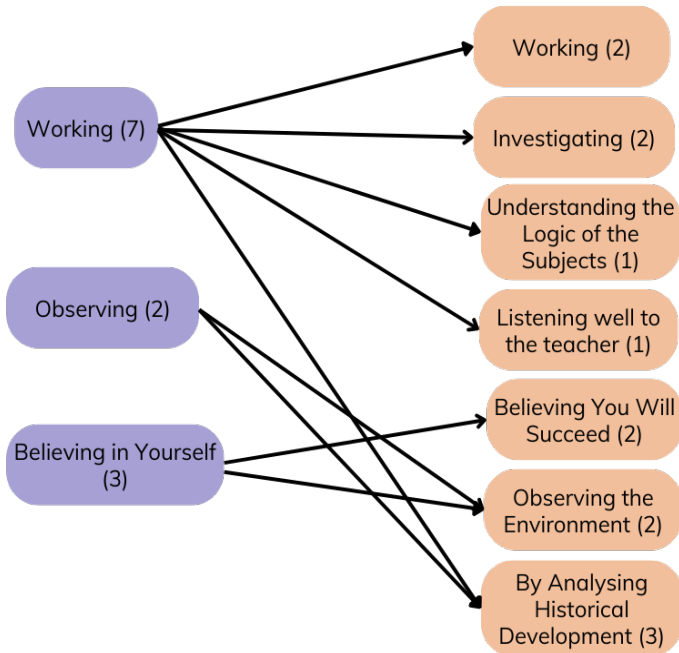 Working (7)
Observing (2)
Believing in Yourself
(3)
Working (2)
Investigating (2)
Understanding the
Logic of the
Subjects (1)
Listening well to
the teacher (1)
Believing You Will
Succeed (2)
Observing the
Environment (2)
By Analysing
Historical
Development (3)